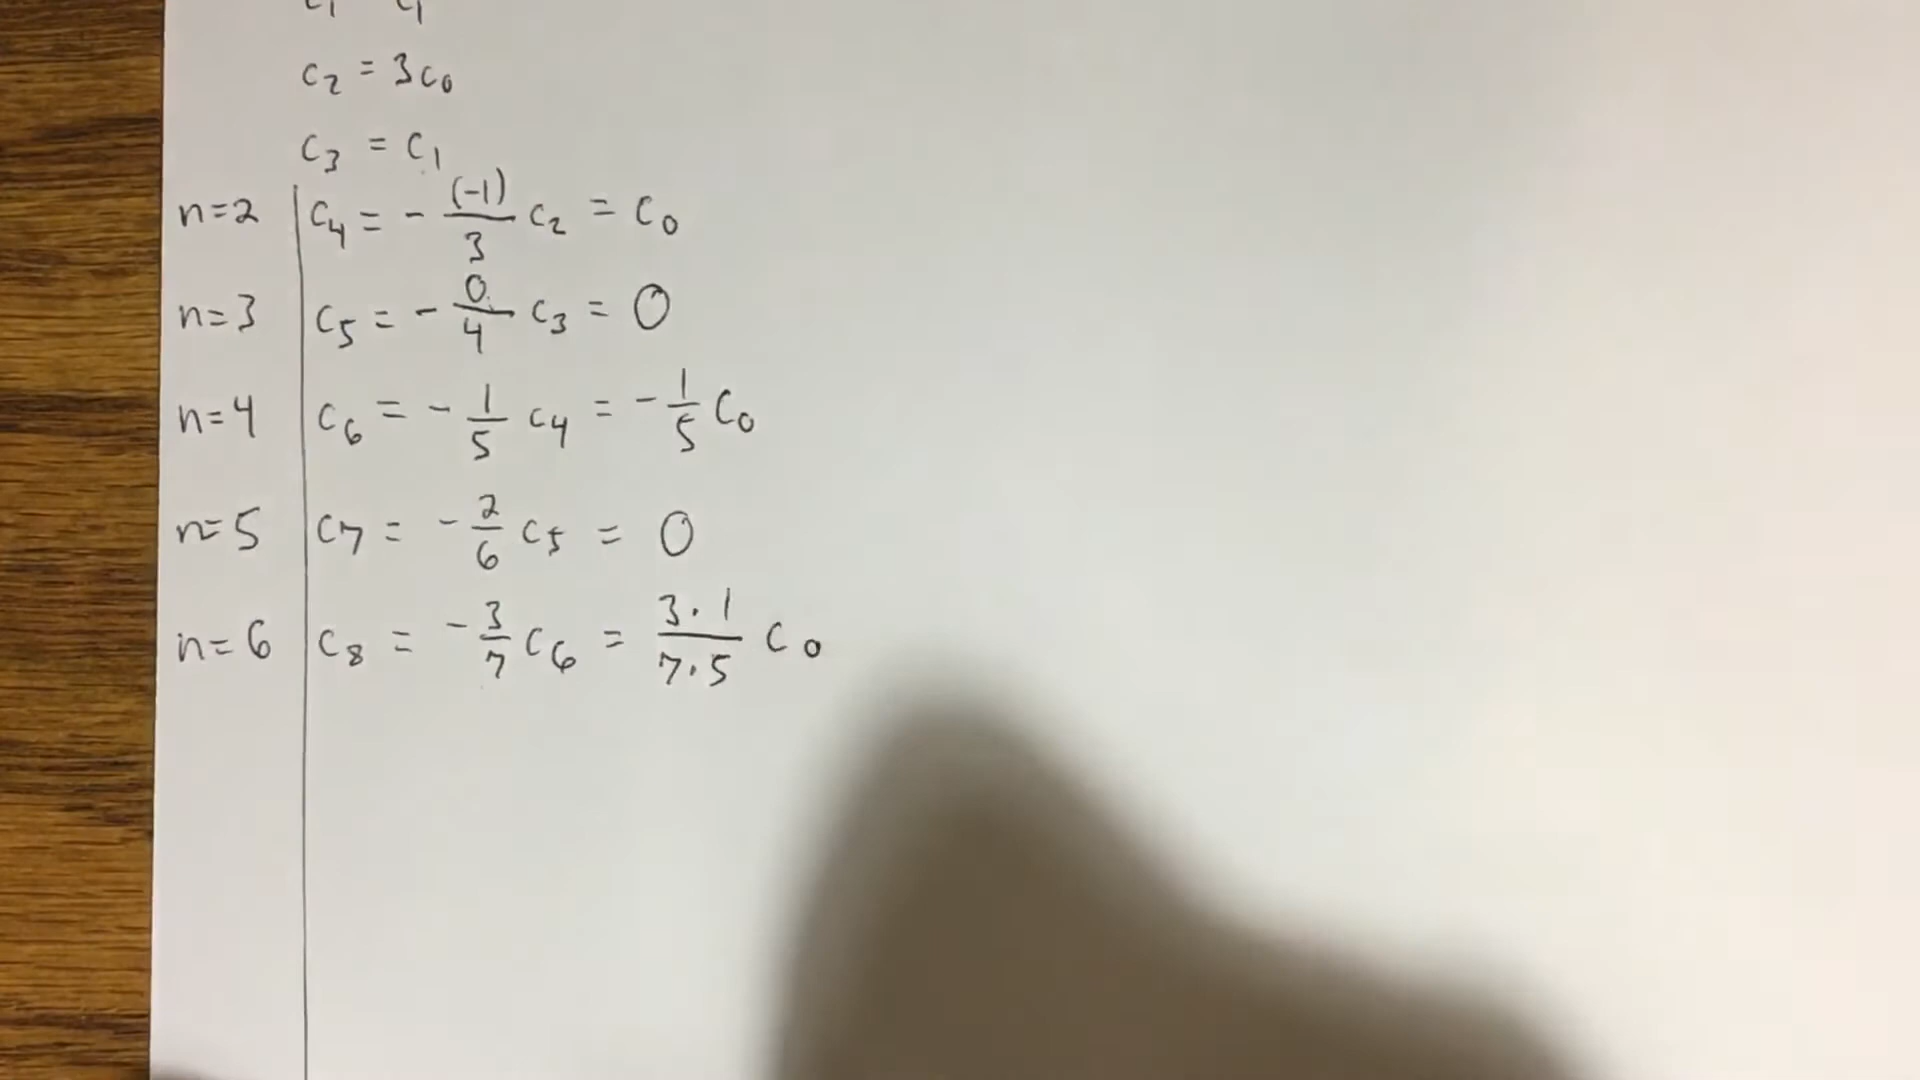 c₂ = 3c₀
c₃ = c₁
n=2 c₄ = - (-1)/3 c₂ = c₀
n=3 c₅ = - 0/4 c₃ = 0
n=4 c₆ = - 1/5 c₄ = - 1/5 c₀
n=5 c₇ = - 2/6 c₅ = 0
n=6 c₈ = - 3/7 c₆ = 3·1/7·5 c₀